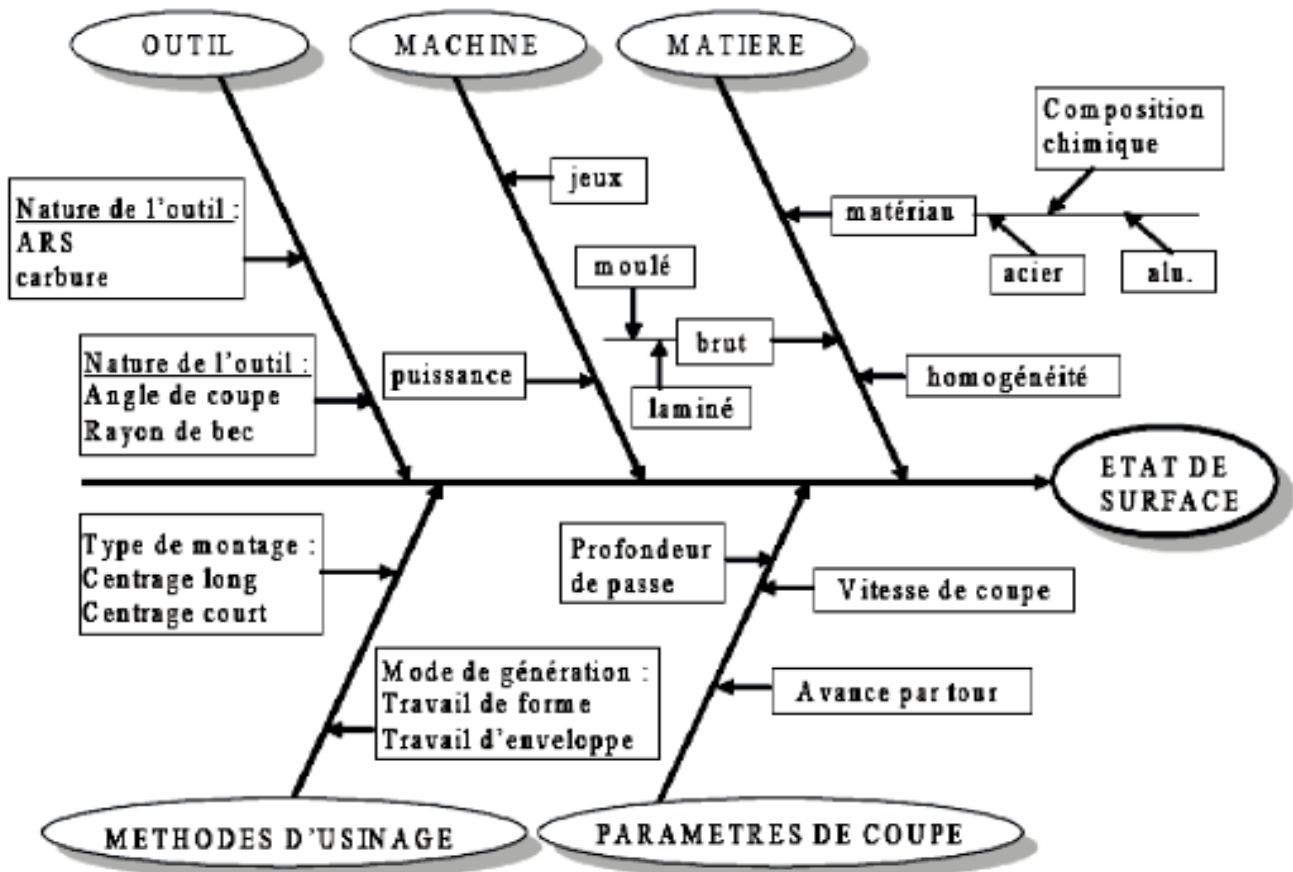 OUTIL
MACHINE
MATIERE
Composition
chimique
jeux
matériau
acier
alu.
Nature de l'outil :
ARS
carbure
moulé
brut
laminé
puissance
homogénéité
Nature de l'outil :
Angle de coupe
Rayon de bec
ETAT DE
SURFACE
Type de montage :
Centrage long
Centrage court
Profondeur
de passe
Vitesse de coupe
Mode de génération :
Travail de forme
Travail d'enveloppe
Avance par tour
METHODES D'USINAGE
PARAMETRES DE COUPE